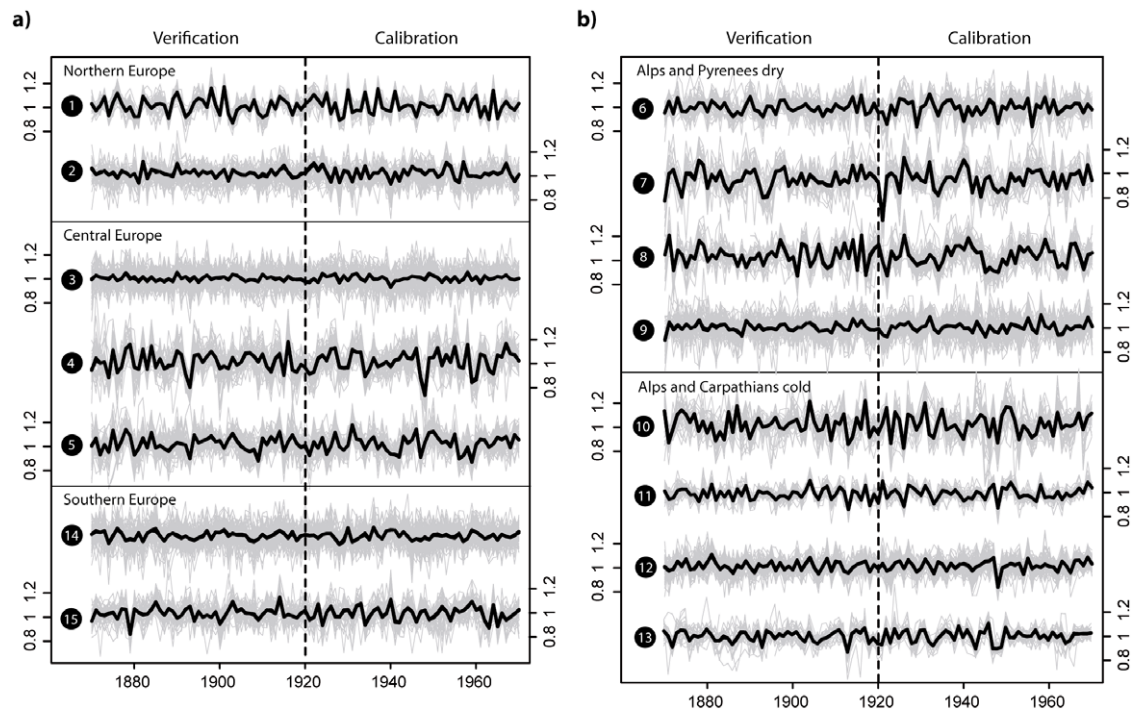 a)
Verification Calibration
Northern Europe
0.8 1 1.2
1
2
0.8 1 1.2
Central Europe
0.8 1 1.2
3
4
0.8 1 1.2
0.8 1 1.2
5
Southern Europe
14
0.8 1 1.2
15
0.8 1 1.2
1880 1900 1920 1940 1960
b)
Verification Calibration
Alps and Pyrenees dry
0.8 1 1.2
6
7
0.8 1 1.2
0.8 1 1.2
8
9
0.8 1 1.2
Alps and Carpathians cold
0.8 1 1.2
10
11
0.8 1 1.2
0.8 1 1.2
12
13
0.8 1 1.2
1880 1900 1920 1940 1960